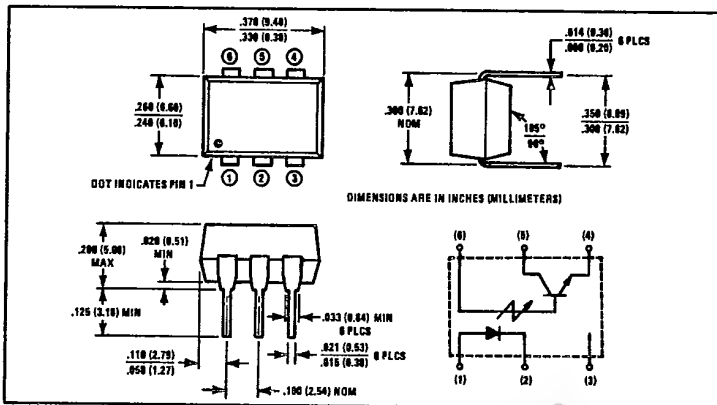 .370 (9.40)
.330 (8.38)
6 5 4
.260 (6.60)
.240 (6.10)
DOT INDICATES PIN 1
1 2 3
.014 (0.36)
.008 (0.20)
6 PLCS
.300 (7.62)
NOM
105°
90°
.350 (8.89)
.300 (7.62)
DIMENSIONS ARE IN INCHES (MILLIMETERS)
.200 (5.08)
MAX
.020 (0.51)
MIN
.125 (3.18) MIN
.033 (0.84) MIN
6 PLCS
.021 (0.53)
.015 (0.38)
6 PLCS
.110 (2.79)
.050 (1.27)
.100 (2.54) NOM
(6) (5) (4)
(1) (2) (3)